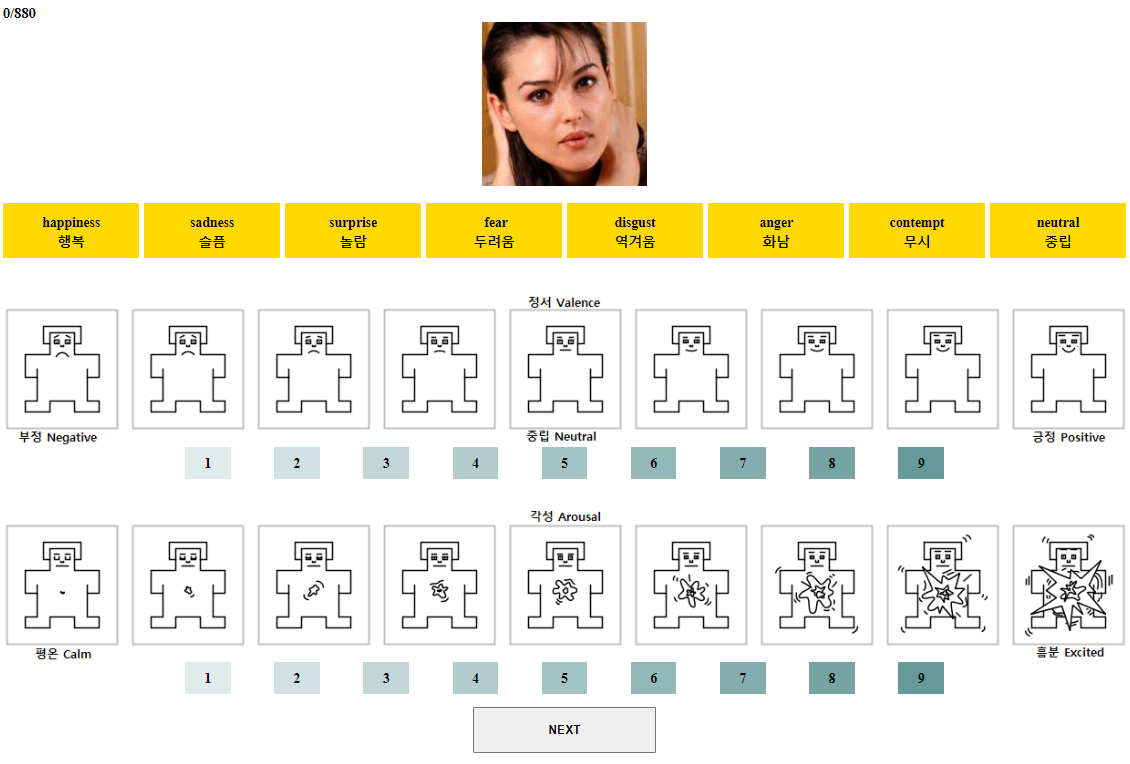 0/880
happiness
행복
sadness
슬픔
surprise
놀람
fear
두려움
disgust
역겨움
anger
화남
contempt
무시
neutral
중립
정서 Valence
부정 Negative
중립 Neutral
긍정 Positive
1 2 3 4 5 6 7 8 9
각성 Arousal
평온 Calm
흥분 Excited
1 2 3 4 5 6 7 8 9
NEXT